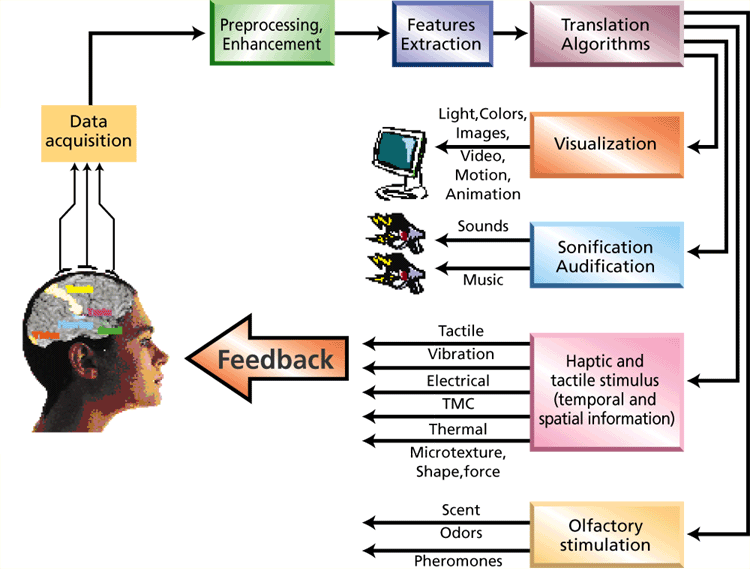 Preprocessing,
Enhancement
Features
Extraction
Translation
Algorithms
Data
acquisition
Light,Colors,
Images,
Video,
Motion,
Animation
Visualization
Sounds
Music
Sonification
Audification
Feedback
Tactile
Vibration
Electrical
TMC
Thermal
Microtexture,
Shape,force
Haptic and
tactile stimulus
(temporal and
spatial information)
Scent
Odors
Pheromones
Olfactory
stimulation